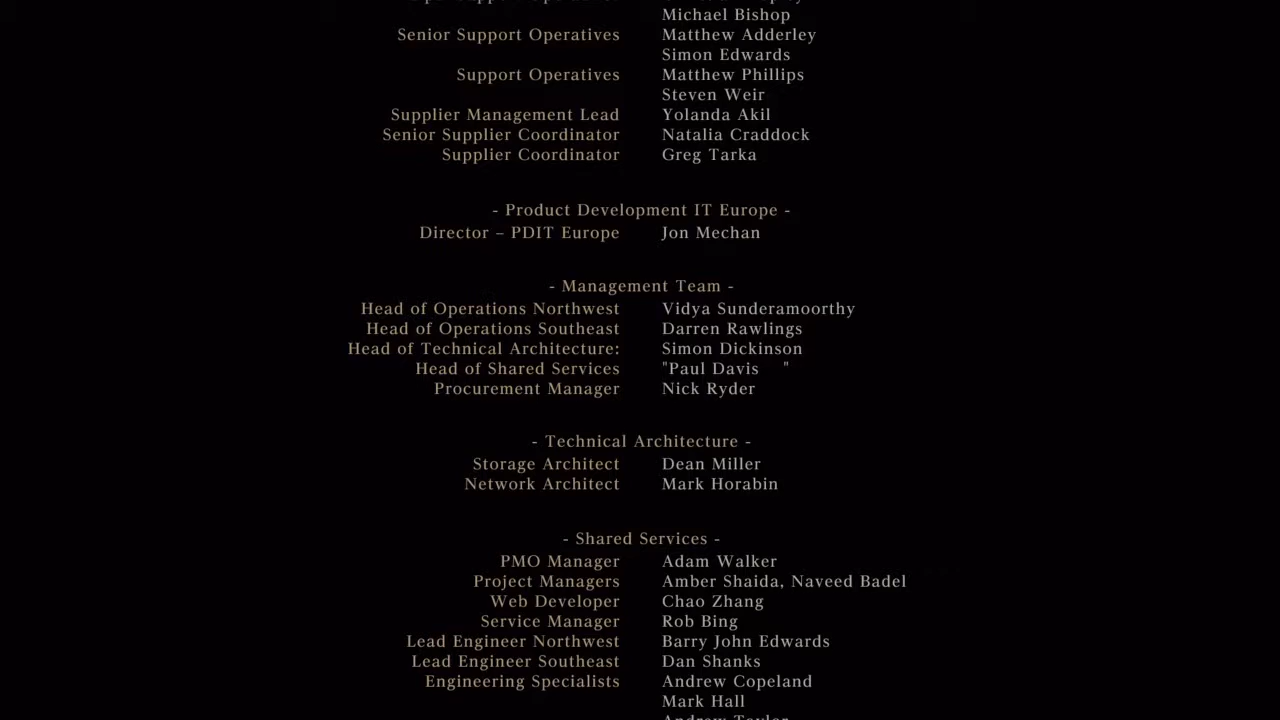 Michael Bishop
Senior Support Operatives Matthew Adderley
Simon Edwards
Support Operatives Matthew Phillips
Steven Weir
Supplier Management Lead Yolanda Akil
Senior Supplier Coordinator Natalia Craddock
Supplier Coordinator Greg Tarka
- Product Development IT Europe -
Director – PDIT Europe Jon Mechan
- Management Team -
Head of Operations Northwest Vidya Sunderamoorthy
Head of Operations Southeast Darren Rawlings
Head of Technical Architecture: Simon Dickinson
Head of Shared Services "Paul Davis "
Procurement Manager Nick Ryder
- Technical Architecture -
Storage Architect Dean Miller
Network Architect Mark Horabin
- Shared Services -
PMO Manager Adam Walker
Project Managers Amber Shaida, Naveed Badel
Web Developer Chao Zhang
Service Manager Rob Bing
Lead Engineer Northwest Barry John Edwards
Lead Engineer Southeast Dan Shanks
Engineering Specialists Andrew Copeland
Mark Hall
Andrew Taylor